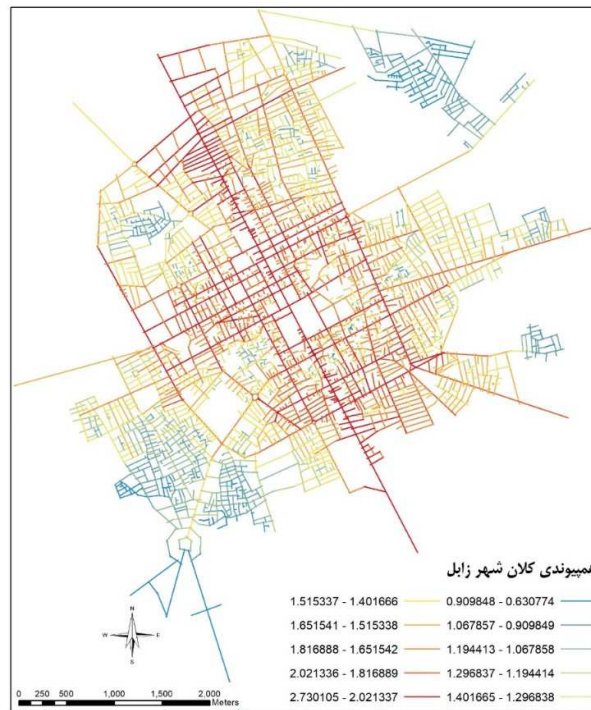 همپیوندی کلان شهر زابل
1.515337 - 1.401666
0.909848 - 0.630774
1.651541 - 1.515338
1.067857 - 0.909849
1.816888 - 1.651542
1.194413 - 1.067858
2.021336 - 1.816889
1.296837 - 1.194414
2.730105 - 2.021337
1.401665 - 1.296838
N
W E
S
0 250 500 1,000 1,500 2,000
Meters